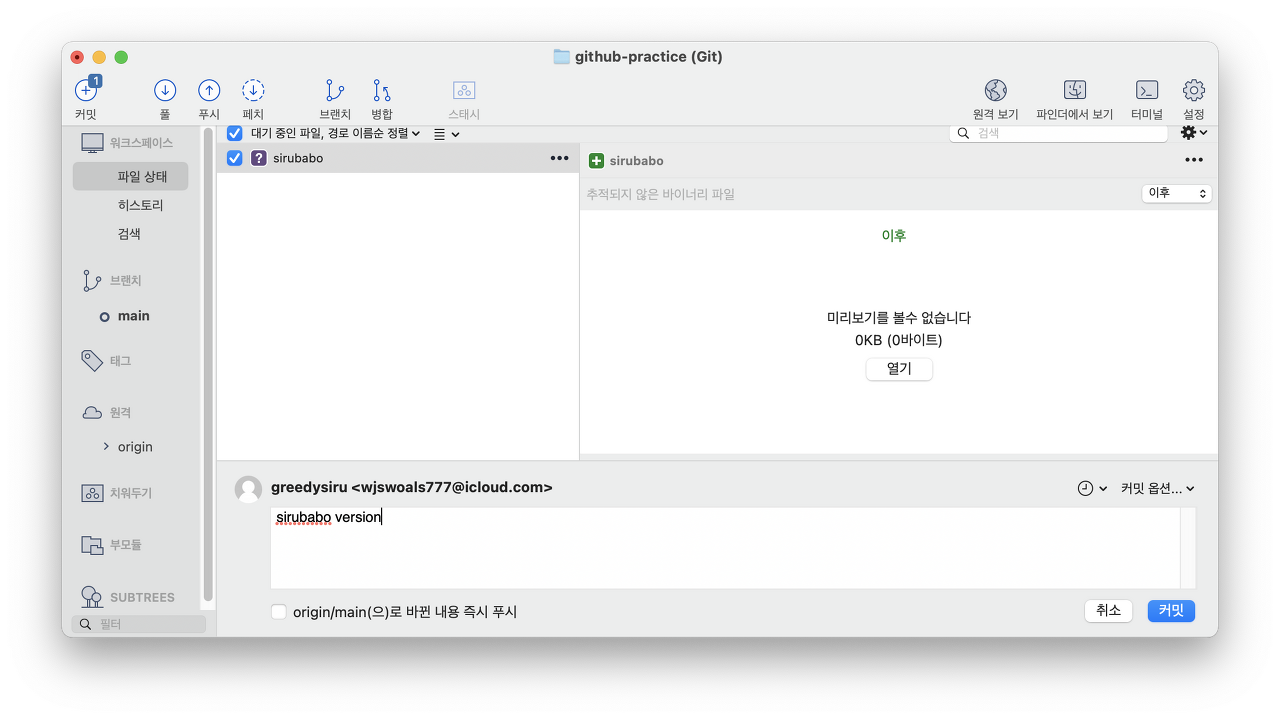 github-practice (Git)
1
커밋 풀 푸시 페치 브랜치 병합 스태시 원격 보기 파인더에서 보기 터미널 설정
워크스페이스
파일 상태
히스토리
검색
브랜치
main
태그
원격
origin
치워두기
부모듈
SUBTREES
필터
대기 중인 파일, 경로 이름순 정렬
검색
? sirubabo
sirubabo
추적되지 않은 바이너리 파일
이후
이후
미리보기를 볼수 없습니다
0KB (0바이트)
열기
greedysiru <wjswoals777@icloud.com>
커밋 옵션...
sirubabo version
origin/main(으)로 바뀐 내용 즉시 푸시
취소
커밋